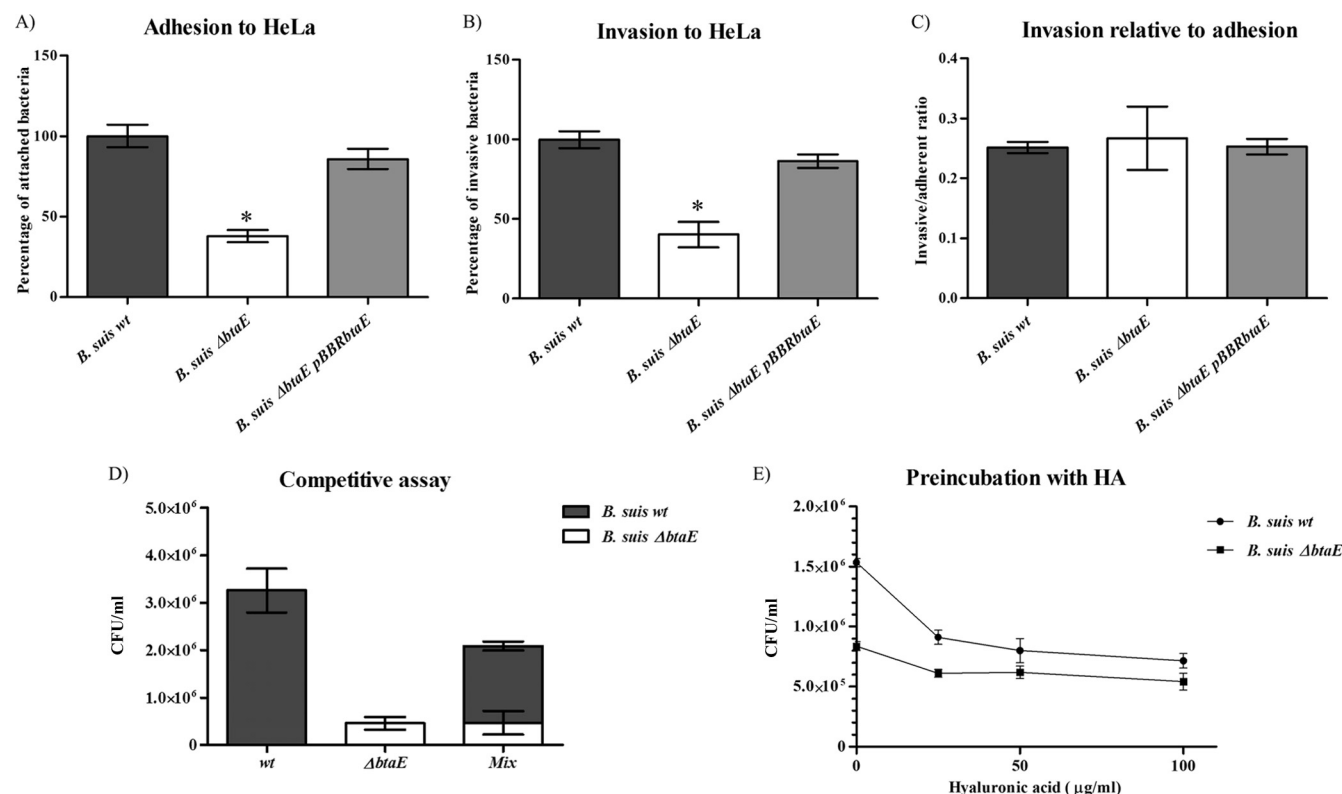 A)
Adhesion to HeLa
Percentage of attached bacteria
150
100
50
0
*
B. suis wt
B. suis ΔbtaE
B. suis ΔbtaE pBBRbtaE
B)
Invasion to HeLa
Percentage of invasive bacteria
150
100
50
0
*
B. suis wt
B. suis ΔbtaE
B. suis ΔbtaE pBBRbtaE
C)
Invasion relative to adhesion
Invasive/adherent ratio
0.4
0.3
0.2
0.1
0.0
B. suis wt
B. suis ΔbtaE
B. suis ΔbtaE pBBRbtaE
D)
Competitive assay
CFU/ml
5.0×10⁶
4.0×10⁶
3.0×10⁶
2.0×10⁶
1.0×10⁶
0
wt
ΔbtaE
Mix
B. suis wt
B. suis ΔbtaE
E)
Preincubation with HA
CFU/ml
2.0×10⁶
1.5×10⁶
1.0×10⁶
5.0×10⁵
0
0
50
100
Hyaluronic acid ( μg/ml)
B. suis wt
B. suis ΔbtaE